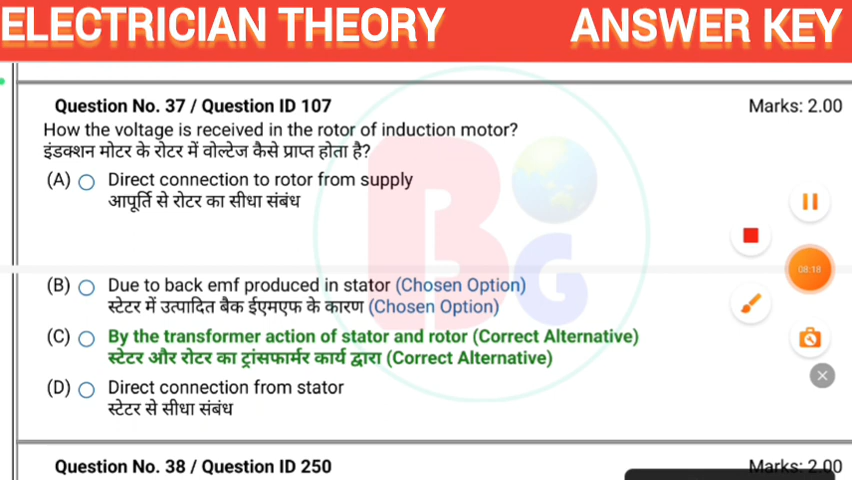 ELECTRICIAN THEORY ANSWER KEY
Question No. 37 / Question ID 107 Marks: 2.00
How the voltage is received in the rotor of induction motor?
इंडक्शन मोटर के रोटर में वोल्टेज कैसे प्राप्त होता है?
(A) Direct connection to rotor from supply
आपूर्ति से रोटर का सीधा संबंध
(B) Due to back emf produced in stator (Chosen Option)
स्टेटर में उत्पादित बैक ईएमएफ के कारण (Chosen Option)
(C) By the transformer action of stator and rotor (Correct Alternative)
स्टेटर और रोटर का ट्रांसफार्मर कार्य द्वारा (Correct Alternative)
(D) Direct connection from stator
स्टेटर से सीधा संबंध
Question No. 38 / Question ID 250 Marks: 2.00
08:18
B G